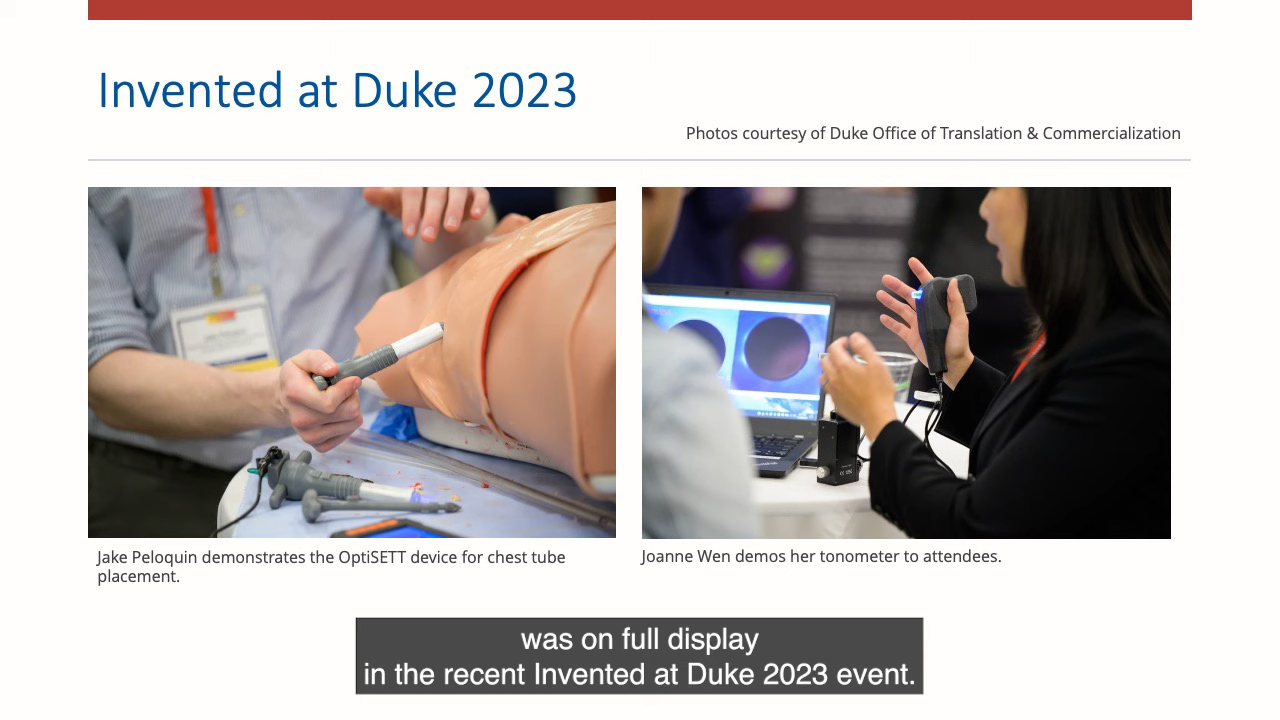 Invented at Duke 2023
Photos courtesy of Duke Office of Translation & Commercialization
Jake Peloquin demonstrates the OptiSETT device for chest tube
placement.
Joanne Wen demos her tonometer to attendees.
was on full display
in the recent Invented at Duke 2023 event.